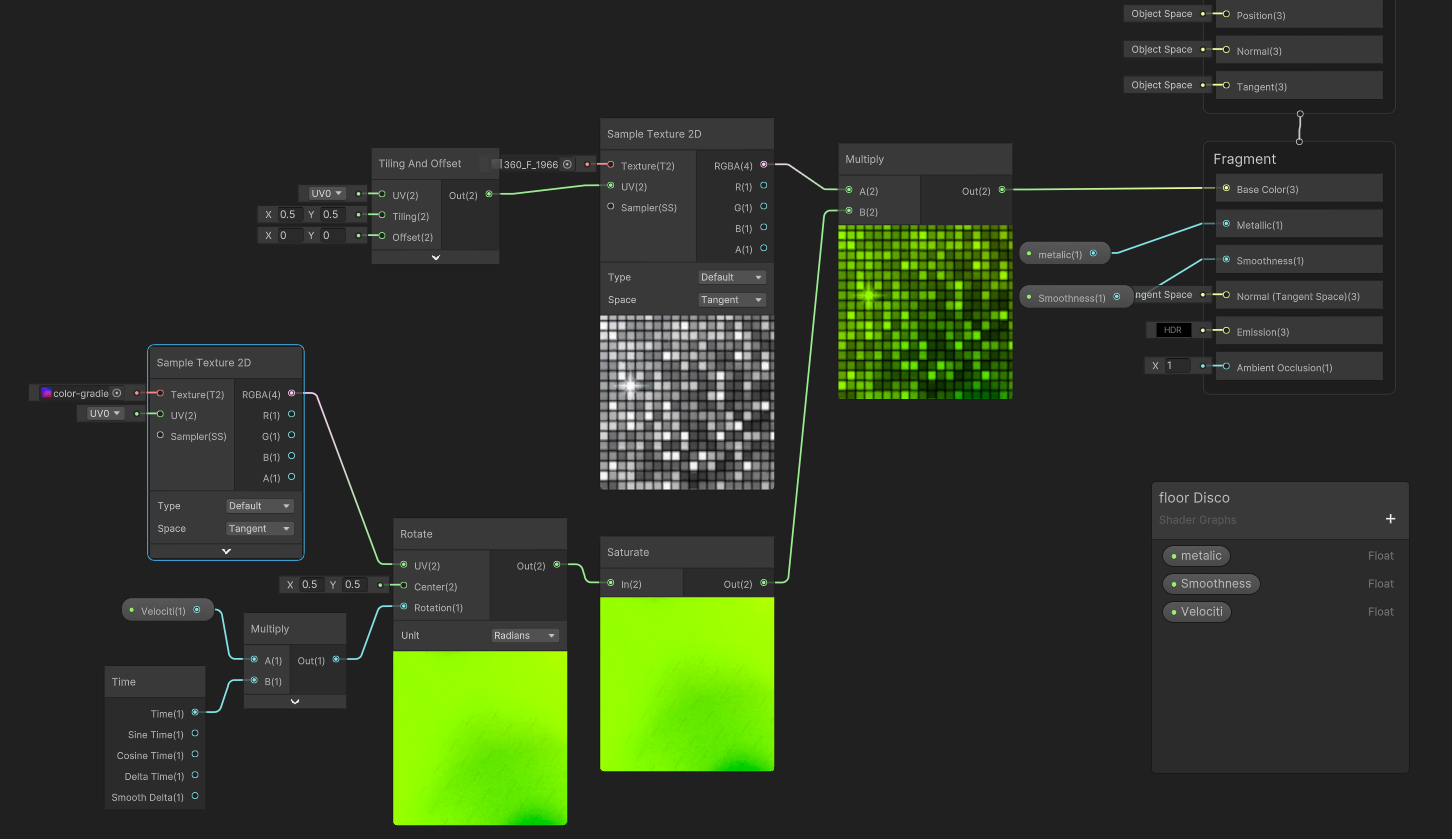 Object Space
Position(3)
Object Space
Normal(3)
Object Space
Tangent(3)
Fragment
Base Color(3)
Metallic(1)
Smoothness(1)
ngent Space
Normal (Tangent Space)(3)
HDR
Emission(3)
X 1
Ambient Occlusion(1)
metalic(1)
Smoothness(1)
Tiling And Offset
UV0
UV(2)
Out(2)
X 0.5 Y 0.5
Tiling(2)
X 0 Y 0
Offset(2)
Sample Texture 2D
360_F_1966
Texture(T2)
RGBA(4)
UV(2)
R(1)
Sampler(SS)
G(1)
B(1)
A(1)
Type
Default
Space
Tangent
Multiply
A(2)
Out(2)
B(2)
Sample Texture 2D
color-gradie
Texture(T2)
RGBA(4)
UV0
UV(2)
R(1)
Sampler(SS)
G(1)
B(1)
A(1)
Type
Default
Space
Tangent
Rotate
UV(2)
Out(2)
X 0.5 Y 0.5
Center(2)
Rotation(1)
Unit
Radians
Saturate
In(2)
Out(2)
Velociti(1)
Multiply
A(1)
Out(1)
B(1)
Time
Time(1)
Sine Time(1)
Cosine Time(1)
Delta Time(1)
Smooth Delta(1)
floor Disco
Shader Graphs
+
metalic
Float
Smoothness
Float
Velociti
Float